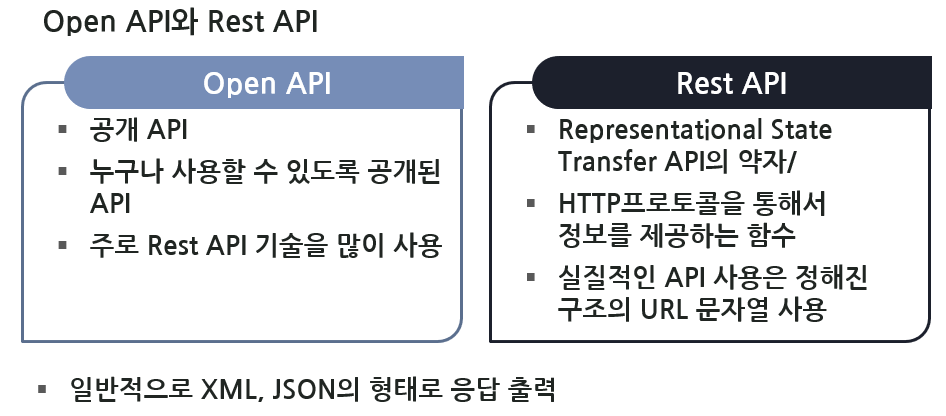 Open API와 Rest API
Open API
▪ 공개 API
▪ 누구나 사용할 수 있도록 공개된
API
▪ 주로 Rest API 기술을 많이 사용
Rest API
▪ Representational State
Transfer API의 약자/
▪ HTTP프로토콜을 통해서
정보를 제공하는 함수
▪ 실질적인 API 사용은 정해진
구조의 URL 문자열 사용
▪ 일반적으로 XML, JSON의 형태로 응답 출력